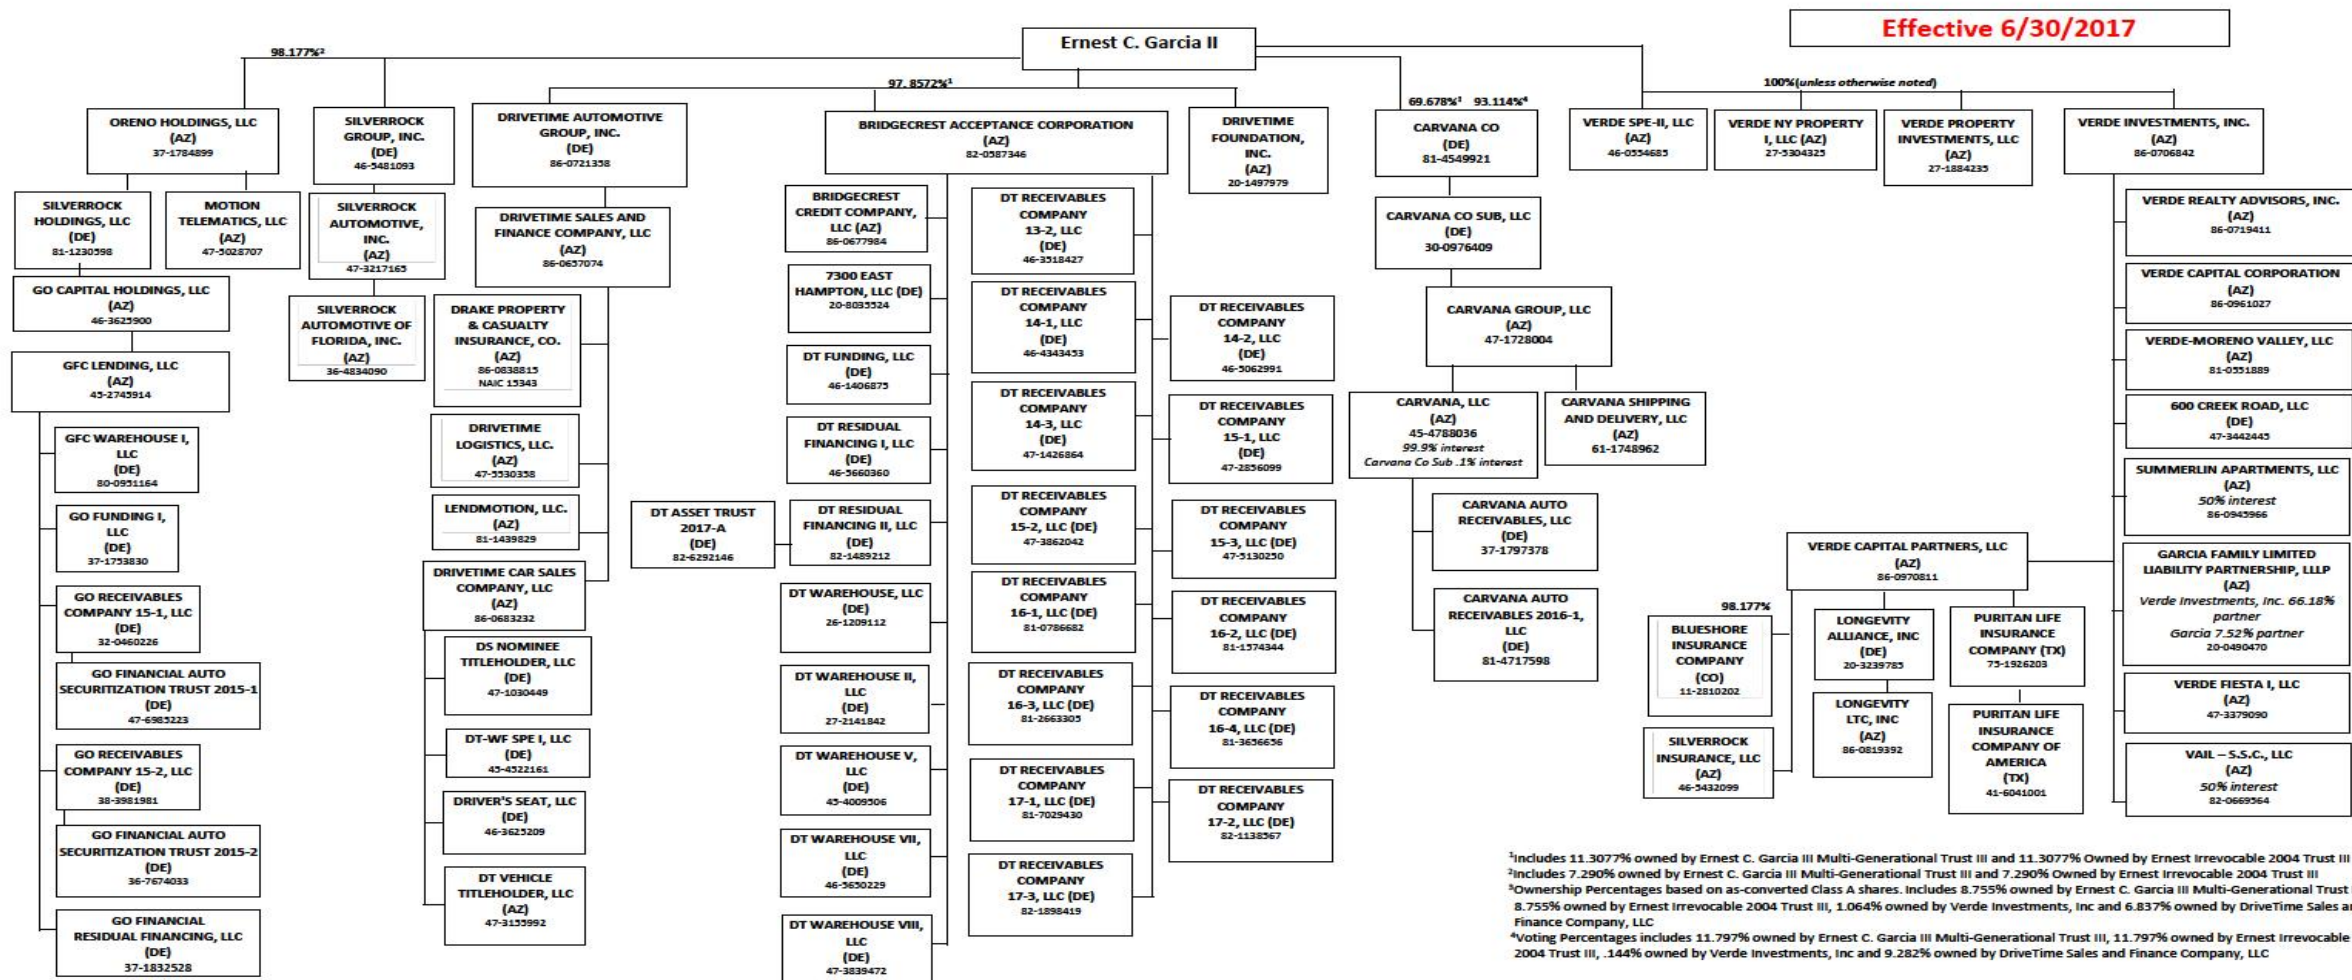 Effective 6/30/2017
Ernest C. Garcia II
98.177%²
97. 8572%¹
69.678%³ 93.114%⁴
100%(unless otherwise noted)
ORENO HOLDINGS, LLC
(AZ)
37-1784899
SILVERROCK
HOLDINGS, LLC
(DE)
81-1230598
MOTION
TELEMATICS, LLC
(AZ)
47-5028707
GO CAPITAL HOLDINGS, LLC
(AZ)
46-3625900
GFC LENDING, LLC
(AZ)
45-2745914
GFC WAREHOUSE I,
LLC
(DE)
80-0951164
GO FUNDING I,
LLC
(DE)
37-1753830
GO RECEIVABLES
COMPANY 15-1, LLC
(DE)
32-0460226
GO FINANCIAL AUTO
SECURITIZATION TRUST 2015-1
(DE)
47-6985223
GO RECEIVABLES
COMPANY 15-2, LLC
(DE)
38-3981981
GO FINANCIAL AUTO
SECURITIZATION TRUST 2015-2
(DE)
36-7674033
GO FINANCIAL
RESIDUAL FINANCING, LLC
(DE)
37-1832528
SILVERROCK
GROUP, INC.
(DE)
46-5481093
SILVERROCK
AUTOMOTIVE,
INC.
(AZ)
47-3217165
SILVERROCK
AUTOMOTIVE OF
FLORIDA, INC.
(AZ)
36-4834090
DRIVETIME AUTOMOTIVE
GROUP, INC.
(DE)
86-0721358
DRIVETIME SALES AND
FINANCE COMPANY, LLC
(AZ)
86-0657074
DRAKE PROPERTY
& CASUALTY
INSURANCE, CO.
(AZ)
86-0838815
NAIC 15343
DRIVETIME
LOGISTICS, LLC.
(AZ)
47-5530358
LENDMOTION, LLC.
(AZ)
81-1439829
DRIVETIME CAR SALES
COMPANY, LLC
(AZ)
86-0683232
DS NOMINEE
TITLEHOLDER, LLC
(DE)
47-1030449
DT-WF SPE I, LLC
(DE)
45-4522161
DRIVER'S SEAT, LLC
(DE)
46-3625209
DT VEHICLE
TITLEHOLDER, LLC
(AZ)
47-3155992
BRIDGECREST ACCEPTANCE CORPORATION
(AZ)
82-0587346
BRIDGECREST
CREDIT COMPANY,
LLC (AZ)
86-0677984
7300 EAST
HAMPTON, LLC (DE)
20-8035524
DT FUNDING, LLC
(DE)
46-1406875
DT RESIDUAL
FINANCING I, LLC
(DE)
46-5660360
DT ASSET TRUST
2017-A
(DE)
82-6292146
DT RESIDUAL
FINANCING II, LLC
(DE)
82-1489212
DT WAREHOUSE, LLC
(DE)
26-1209112
DT WAREHOUSE II,
LLC
(DE)
27-2141842
DT WAREHOUSE V,
LLC
(DE)
45-4009506
DT WAREHOUSE VII,
LLC
(DE)
46-5650229
DT WAREHOUSE VIII,
LLC
(DE)
47-3839472
DT RECEIVABLES
COMPANY
13-2, LLC
(DE)
46-3518427
DT RECEIVABLES
COMPANY
14-1, LLC
(DE)
46-4343453
DT RECEIVABLES
COMPANY
14-3, LLC
(DE)
47-1426864
DT RECEIVABLES
COMPANY
15-2, LLC (DE)
47-3862042
DT RECEIVABLES
COMPANY
16-1, LLC (DE)
81-0786682
DT RECEIVABLES
COMPANY
16-3, LLC (DE)
81-2663305
DT RECEIVABLES
COMPANY
17-1, LLC (DE)
81-7029430
DT RECEIVABLES
COMPANY
17-3, LLC (DE)
82-1898419
DT RECEIVABLES
COMPANY
14-2, LLC
(DE)
46-5062991
DT RECEIVABLES
COMPANY
15-1, LLC
(DE)
47-2856099
DT RECEIVABLES
COMPANY
15-3, LLC (DE)
47-5130250
DT RECEIVABLES
COMPANY
16-2, LLC (DE)
81-1574344
DT RECEIVABLES
COMPANY
16-4, LLC (DE)
81-3656656
DT RECEIVABLES
COMPANY
17-2, LLC (DE)
82-1138567
DRIVETIME
FOUNDATION,
INC.
(AZ)
20-1497979
CARVANA CO
(DE)
81-4549921
CARVANA CO SUB, LLC
(DE)
30-0976409
CARVANA GROUP, LLC
(AZ)
47-1728004
CARVANA, LLC
(AZ)
45-4788036
99.9% interest
Carvana Co Sub .1% interest
CARVANA SHIPPING
AND DELIVERY, LLC
(AZ)
61-1748962
CARVANA AUTO
RECEIVABLES, LLC
(DE)
37-1797378
CARVANA AUTO
RECEIVABLES 2016-1,
LLC
(DE)
81-4717598
VERDE SPE-II, LLC
(AZ)
46-0554685
VERDE NY PROPERTY
I, LLC (AZ)
27-5304325
VERDE PROPERTY
INVESTMENTS, LLC
(AZ)
27-1884235
VERDE INVESTMENTS, INC.
(AZ)
86-0706842
VERDE REALTY ADVISORS, INC.
(AZ)
86-0719411
VERDE CAPITAL CORPORATION
(AZ)
86-0961027
VERDE-MORENO VALLEY, LLC
(AZ)
81-0551889
600 CREEK ROAD, LLC
(DE)
47-3442445
SUMMERLIN APARTMENTS, LLC
(AZ)
50% interest
86-0945966
GARCIA FAMILY LIMITED
LIABILITY PARTNERSHIP, LLLP
(AZ)
Verde Investments, Inc. 66.18%
partner
Garcia 7.52% partner
20-0490470
VERDE FIESTA I, LLC
(AZ)
47-3379090
VAIL – S.S.C., LLC
(AZ)
50% interest
82-0669564
VERDE CAPITAL PARTNERS, LLC
(AZ)
86-0970811
98.177%
BLUESHORE
INSURANCE
COMPANY
(CO)
11-2810202
SILVERROCK
INSURANCE, LLC
(AZ)
46-5432099
LONGEVITY
ALLIANCE, INC
(DE)
20-3239785
LONGEVITY
LTC, INC
(AZ)
86-0819392
PURITAN LIFE
INSURANCE
COMPANY (TX)
75-1926203
PURITAN LIFE
INSURANCE
COMPANY OF
AMERICA
(TX)
41-6041001
¹Includes 11.3077% owned by Ernest C. Garcia III Multi-Generational Trust III and 11.3077% Owned by Ernest Irrevocable 2004 Trust III
²Includes 7.290% owned by Ernest C. Garcia III Multi-Generational Trust III and 7.290% Owned by Ernest Irrevocable 2004 Trust III
³Ownership Percentages based on as-converted Class A shares. Includes 8.755% owned by Ernest C. Garcia III Multi-Generational Trust
8.755% owned by Ernest Irrevocable 2004 Trust III, 1.064% owned by Verde Investments, Inc and 6.837% owned by DriveTime Sales
Finance Company, LLC
⁴Voting Percentages includes 11.797% owned by Ernest C. Garcia III Multi-Generational Trust III, 11.797% owned by Ernest Irrevocable
2004 Trust III, .144% owned by Verde Investments, Inc and 9.282% owned by DriveTime Sales and Finance Company, LLC